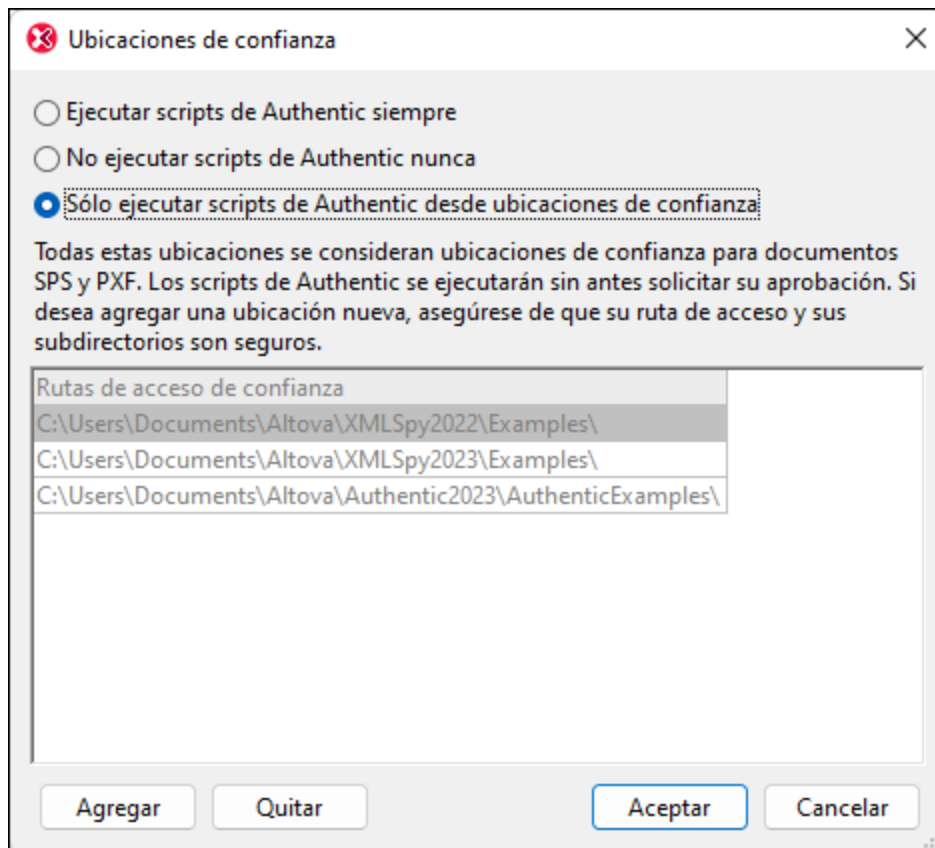 Ubicaciones de confianza
Ejecutar scripts de Authentic siempre
No ejecutar scripts de Authentic nunca
Sólo ejecutar scripts de Authentic desde ubicaciones de confianza
Todas estas ubicaciones se consideran ubicaciones de confianza para documentos
SPS y PXF. Los scripts de Authentic se ejecutarán sin antes solicitar su aprobación. Si
desea agregar una ubicación nueva, asegúrese de que su ruta de acceso y sus
subdirectorios son seguros.
Rutas de acceso de confianza
C:\Users\Documents\Altova\XMLSpy2022\Examples\
C:\Users\Documents\Altova\XMLSpy2023\Examples\
C:\Users\Documents\Altova\Authentic2023\AuthenticExamples\
Agregar Quitar Aceptar Cancelar